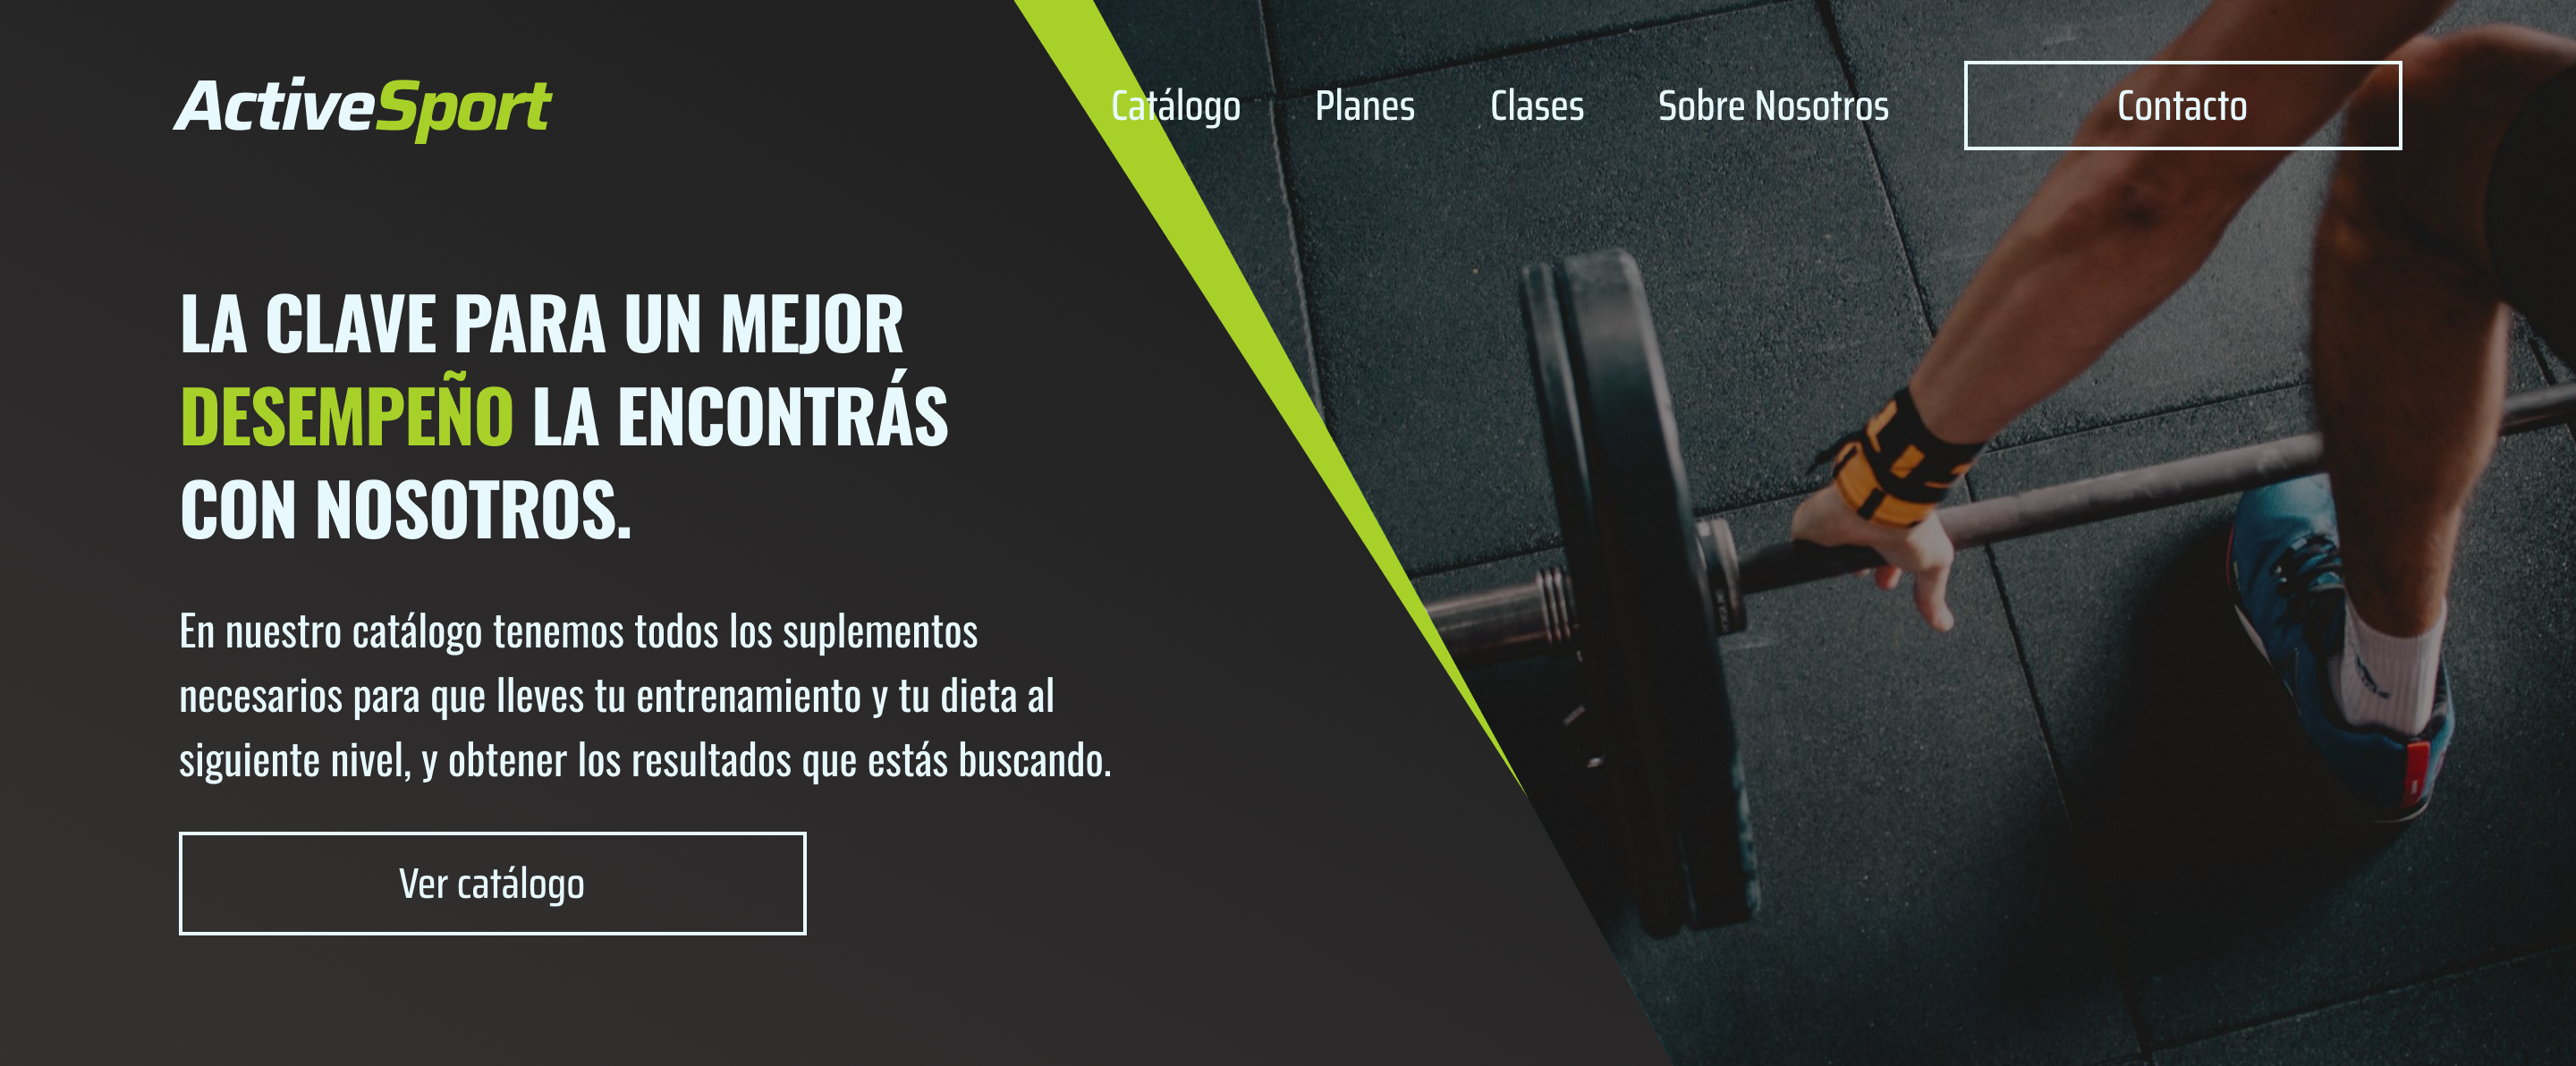 ActiveSport
Catálogo
Planes
Clases
Sobre Nosotros
Contacto
LA CLAVE PARA UN MEJOR
DESEMPEÑO LA ENCONTRÁS
CON NOSOTROS.
En nuestro catálogo tenemos todos los suplementos
necesarios para que lleves tu entrenamiento y tu dieta al
siguiente nivel, y obtener los resultados que estás buscando.
Ver catálogo